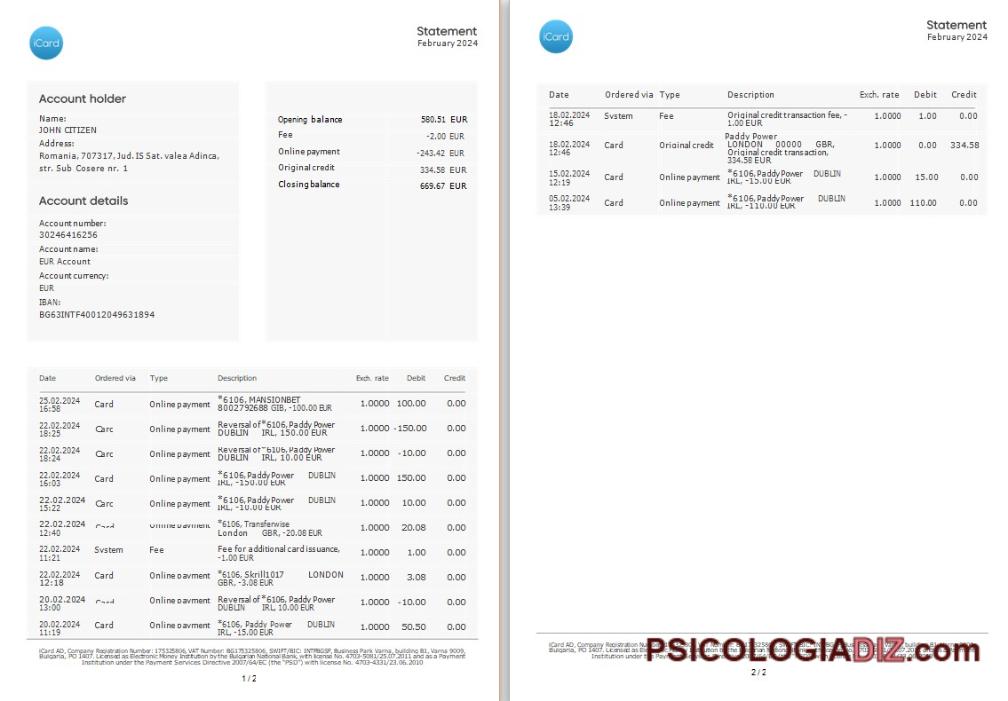 iCard
Statement
February 2024
Account holder
Name:
JOHN CITIZEN
Address:
Romania, 707317, Jud. IS Sat. valea Adinca,
str. Sub Cosere nr. 1
Account details
Account number:
30246416256
Account name:
EUR Account
Account currency:
EUR
IBAN:
BG63INTF40012049631894
Opening balance 580.51 EUR
Fee -2.00 EUR
Online payment -243.42 EUR
Original credit 334.58 EUR
Closing balance 669.67 EUR
Date Ordered via Type Description Exch. rate Debit Credit
25.02.2024 16:58 Card Online payment *6106, MANSIONBET 8002792688 GIB, -100.00 EUR 1.0000 100.00 0.00
22.02.2024 18:25 Carc Online payment Reversal of *6106, Paddy Power DUBLIN IRL, 150.00 EUR 1.0000 -150.00 0.00
22.02.2024 18:24 Carc Online payment Reversal of *6106, Paddy Power DUBLIN IRL, 10.00 EUR 1.0000 -10.00 0.00
22.02.2024 16:03 Card Online payment *6106, Paddy Power DUBLIN IRL, -150.00 EUR 1.0000 150.00 0.00
22.02.2024 15:22 Carc Online payment *6106, Paddy Power DUBLIN IRL, -10.00 EUR 1.0000 10.00 0.00
22.02.2024 12:40 Card Online payment *6106, Transferwise London GBR, -20.08 EUR 1.0000 20.08 0.00
22.02.2024 11:21 System Fee Fee for additional card issuance, -1.00 EUR 1.0000 1.00 0.00
22.02.2024 12:18 Card Online payment *6106, Skrill1017 LONDON GBR, -3.08 EUR 1.0000 3.08 0.00
20.02.2024 13:00 Card Online payment Reversal of *6106, Paddy Power DUBLIN IRL, 10.00 EUR 1.0000 -10.00 0.00
20.02.2024 11:19 Card Online payment *6106, Paddy Power DUBLIN IRL, -15.00 EUR 1.0000 50.50 0.00
iCard AD, Company Registration Number: 175325806, VAT Number: BG175325806, SWIFT/BIC: INTFBGSF, Business Park Varna, building B1, Varna 9009,
Bulgaria, PO 1407. Licensed as Electronic Money Institution by the Bulgarian National Bank, with license No. 4703-5081/25.07.2011 and as a Payment
Institution under the Payment Services Directive 2007/64/EC (the "PSD") with license No. 4703-4331/23.06.2010
1 / 2
iCard
Statement
February 2024
Date Ordered via Type Description Exch. rate Debit Credit
18.02.2024 12:46 System Fee Original credit transaction fee, -1.00 EUR 1.0000 1.00 0.00
18.02.2024 12:46 Card Original credit Paddy Power LONDON 00000 GBR, Original credit transaction, 334.58 EUR 1.0000 0.00 334.58
15.02.2024 12:19 Card Online payment *6106, Paddy Power DUBLIN IRL, -15.00 EUR 1.0000 15.00 0.00
05.02.2024 13:39 Card Online payment *6106, Paddy Power DUBLIN IRL, -110.00 EUR 1.0000 110.00 0.00
iCard AD, Company Registration
Bulgaria, PO 1407. Licensed as Electronic
Institution under the
PSICOLOGIADIZ.com
2 / 2